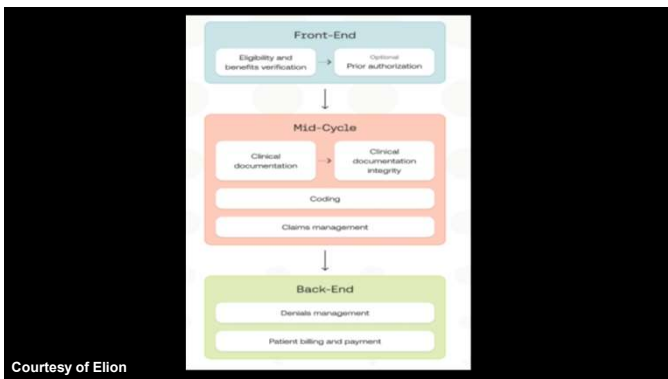 Front-End
Eligibility and
benefits verification
Optional
Prior authorization
Mid-Cycle
Clinical
documentation
Clinical
documentation
integrity
Coding
Claims management
Back-End
Denials management
Patient billing and payment
Courtesy of Elion